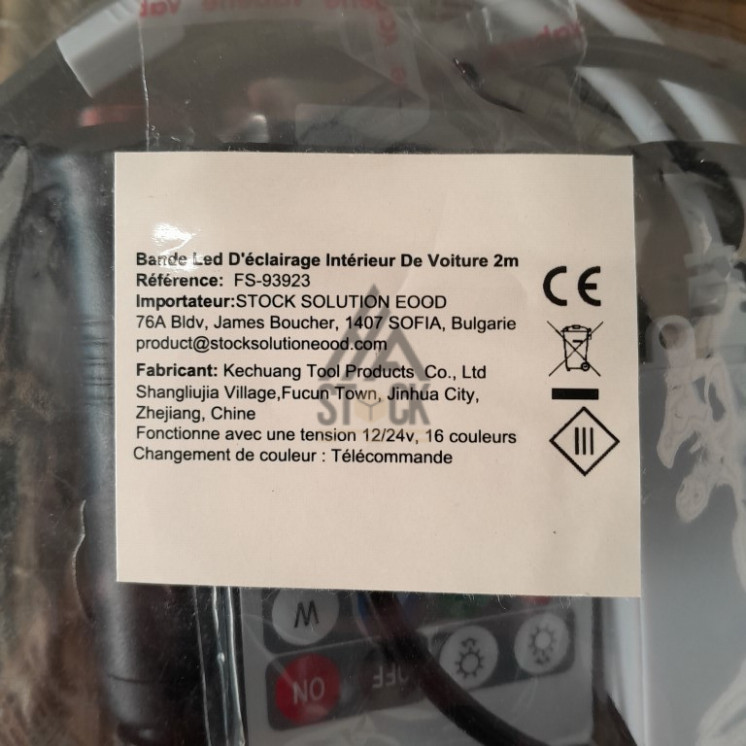 Bande Led D'éclairage Intérieur De Voiture 2m
Référence: FS-93923
Importateur:STOCK SOLUTION EOOD
76A Bldv, James Boucher, 1407 SOFIA, Bulgarie
product@stocksolutioneood.com
Fabricant: Kechuang Tool Products Co., Ltd
Shangliujia Village,Fucun Town, Jinhua City,
Zhejiang, Chine
Fonctionne avec une tension 12/24v, 16 couleurs
Changement de couleur : Télécommande
CE
III
STOCK
W
ON
OFF